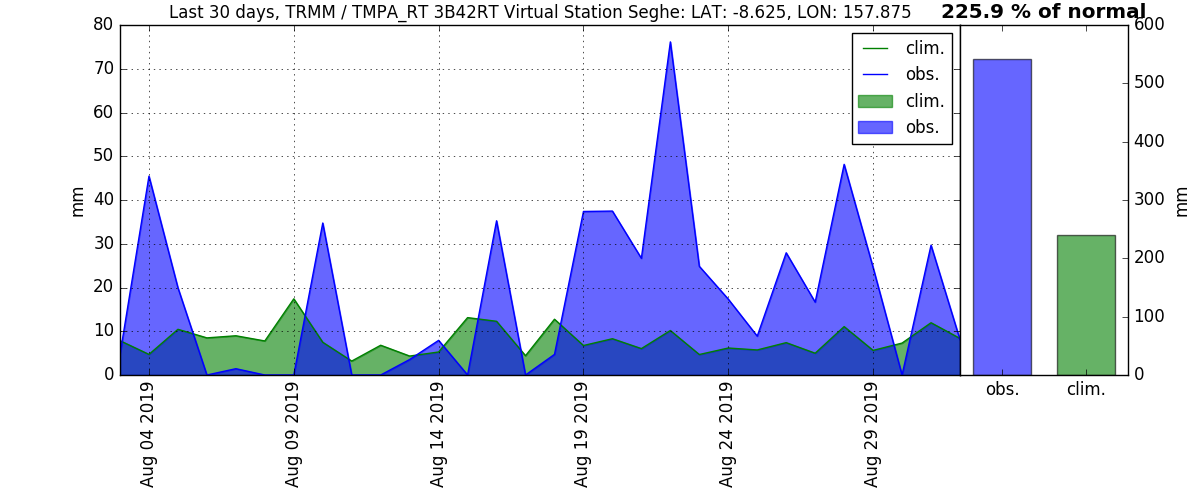 Last 30 days, TRMM / TMPA_RT 3B42RT Virtual Station Seghe: LAT: -8.625, LON: 157.875
225.9 % of normal
80
70
60
50
40
30
20
10
0
mm
clim.
obs.
clim.
obs.
Aug 04 2019
Aug 09 2019
Aug 14 2019
Aug 19 2019
Aug 24 2019
Aug 29 2019
600
500
400
300
200
100
0
mm
obs.
clim.